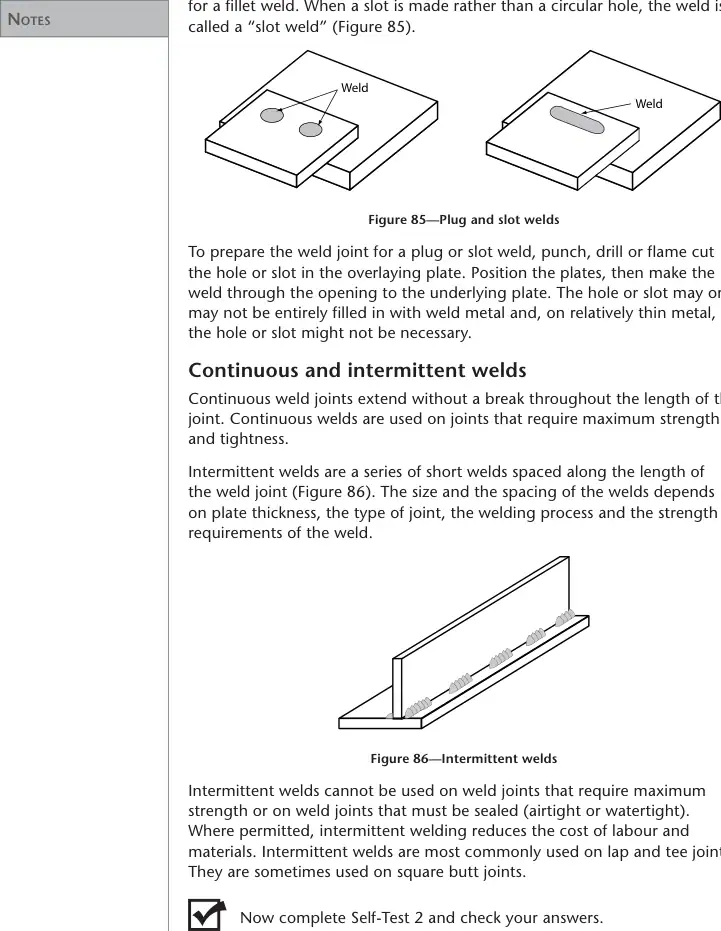 NOTES
for a fillet weld. When a slot is made rather than a circular hole, the weld is
called a “slot weld” (Figure 85).
Weld
Weld
Figure 85—Plug and slot welds
To prepare the weld joint for a plug or slot weld, punch, drill or flame cut
the hole or slot in the overlaying plate. Position the plates, then make the
weld through the opening to the underlying plate. The hole or slot may or
may not be entirely filled in with weld metal and, on relatively thin metal,
the hole or slot might not be necessary.
Continuous and intermittent welds
Continuous weld joints extend without a break throughout the length of th
joint. Continuous welds are used on joints that require maximum strength
and tightness.
Intermittent welds are a series of short welds spaced along the length of
the weld joint (Figure 86). The size and the spacing of the welds depends
on plate thickness, the type of joint, the welding process and the strength
requirements of the weld.
Figure 86—Intermittent welds
Intermittent welds cannot be used on weld joints that require maximum
strength or on weld joints that must be sealed (airtight or watertight).
Where permitted, intermittent welding reduces the cost of labour and
materials. Intermittent welds are most commonly used on lap and tee joint
They are sometimes used on square butt joints.
Now complete Self-Test 2 and check your answers.